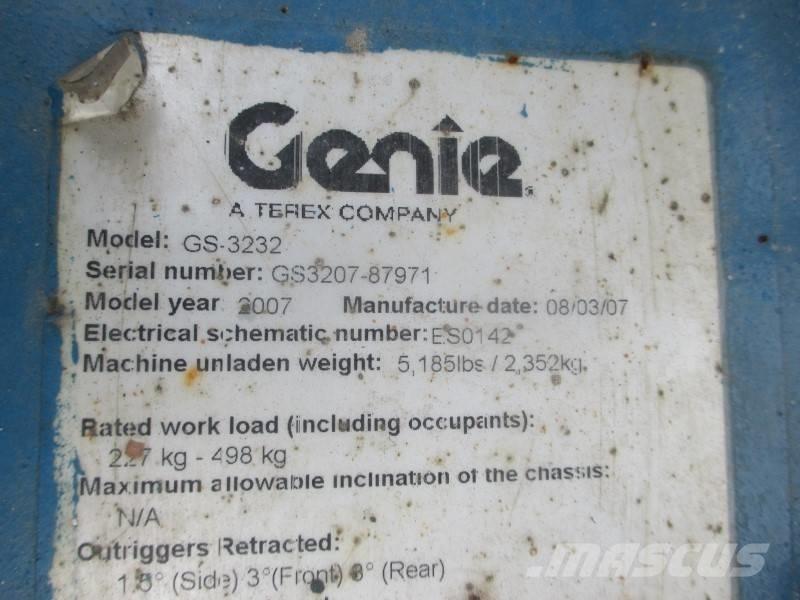 Genie
A TEREX COMPANY
Model: GS-3232
Serial number: GS3207-87971
Model year 2007 Manufacture date: 08/03/07
Electrical schematic number: ES0142
Machine unladen weight: 5,185lbs / 2,352kg.
Rated work load (including occupants):
227 kg - 498 kg
Maximum allowable inclination of the chassis:
N/A
Outriggers Retracted:
1.5° (Side) 3°(Front) 3° (Rear)
MASCUS